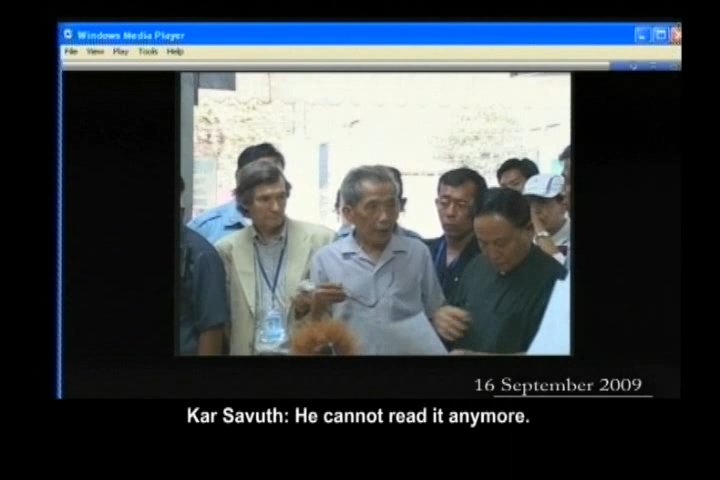 Windows Media Player
File View Play Tools Help
16 September 2009
Kar Savuth: He cannot read it anymore.